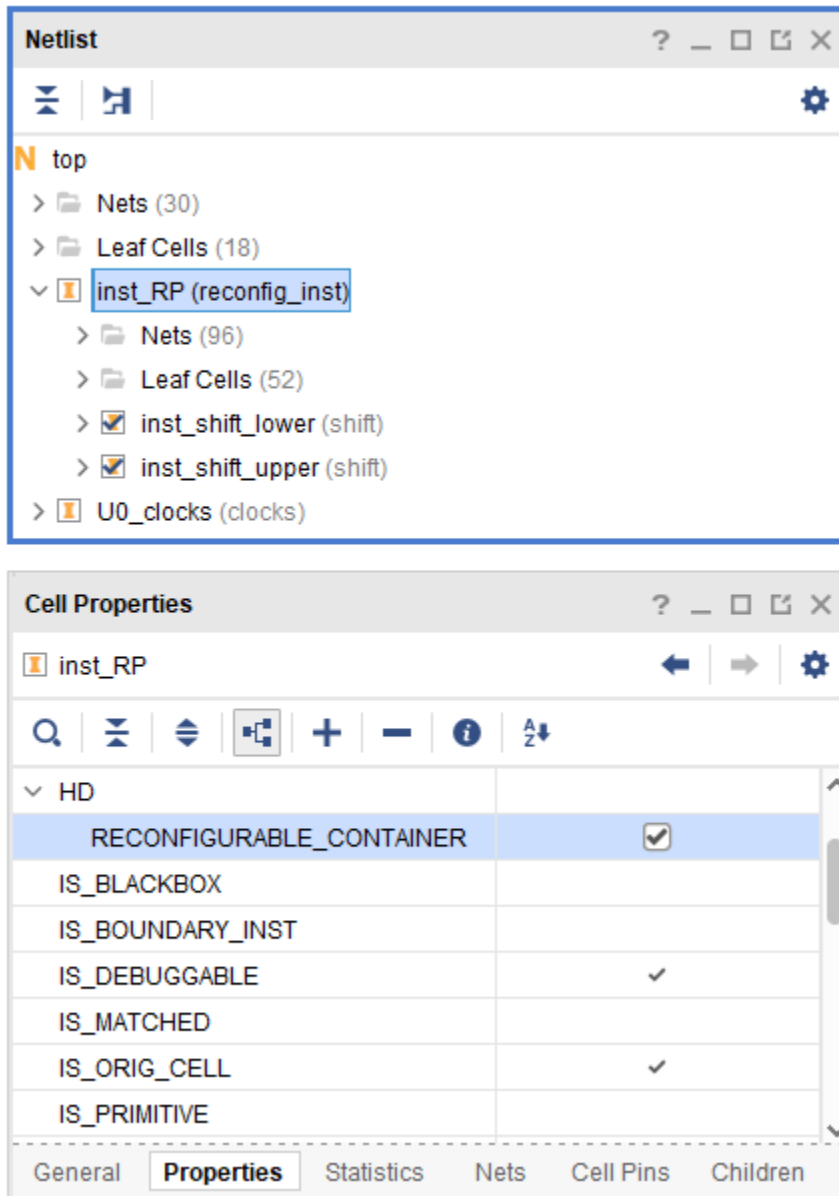 Netlist
N top
Nets (30)
Leaf Cells (18)
inst_RP (reconfig_inst)
Nets (96)
Leaf Cells (52)
inst_shift_lower (shift)
inst_shift_upper (shift)
U0_clocks (clocks)
Cell Properties
inst_RP
HD
RECONFIGURABLE_CONTAINER
IS_BLACKBOX
IS_BOUNDARY_INST
IS_DEBUGGABLE
IS_MATCHED
IS_ORIG_CELL
IS_PRIMITIVE
General Properties Statistics Nets Cell Pins Children